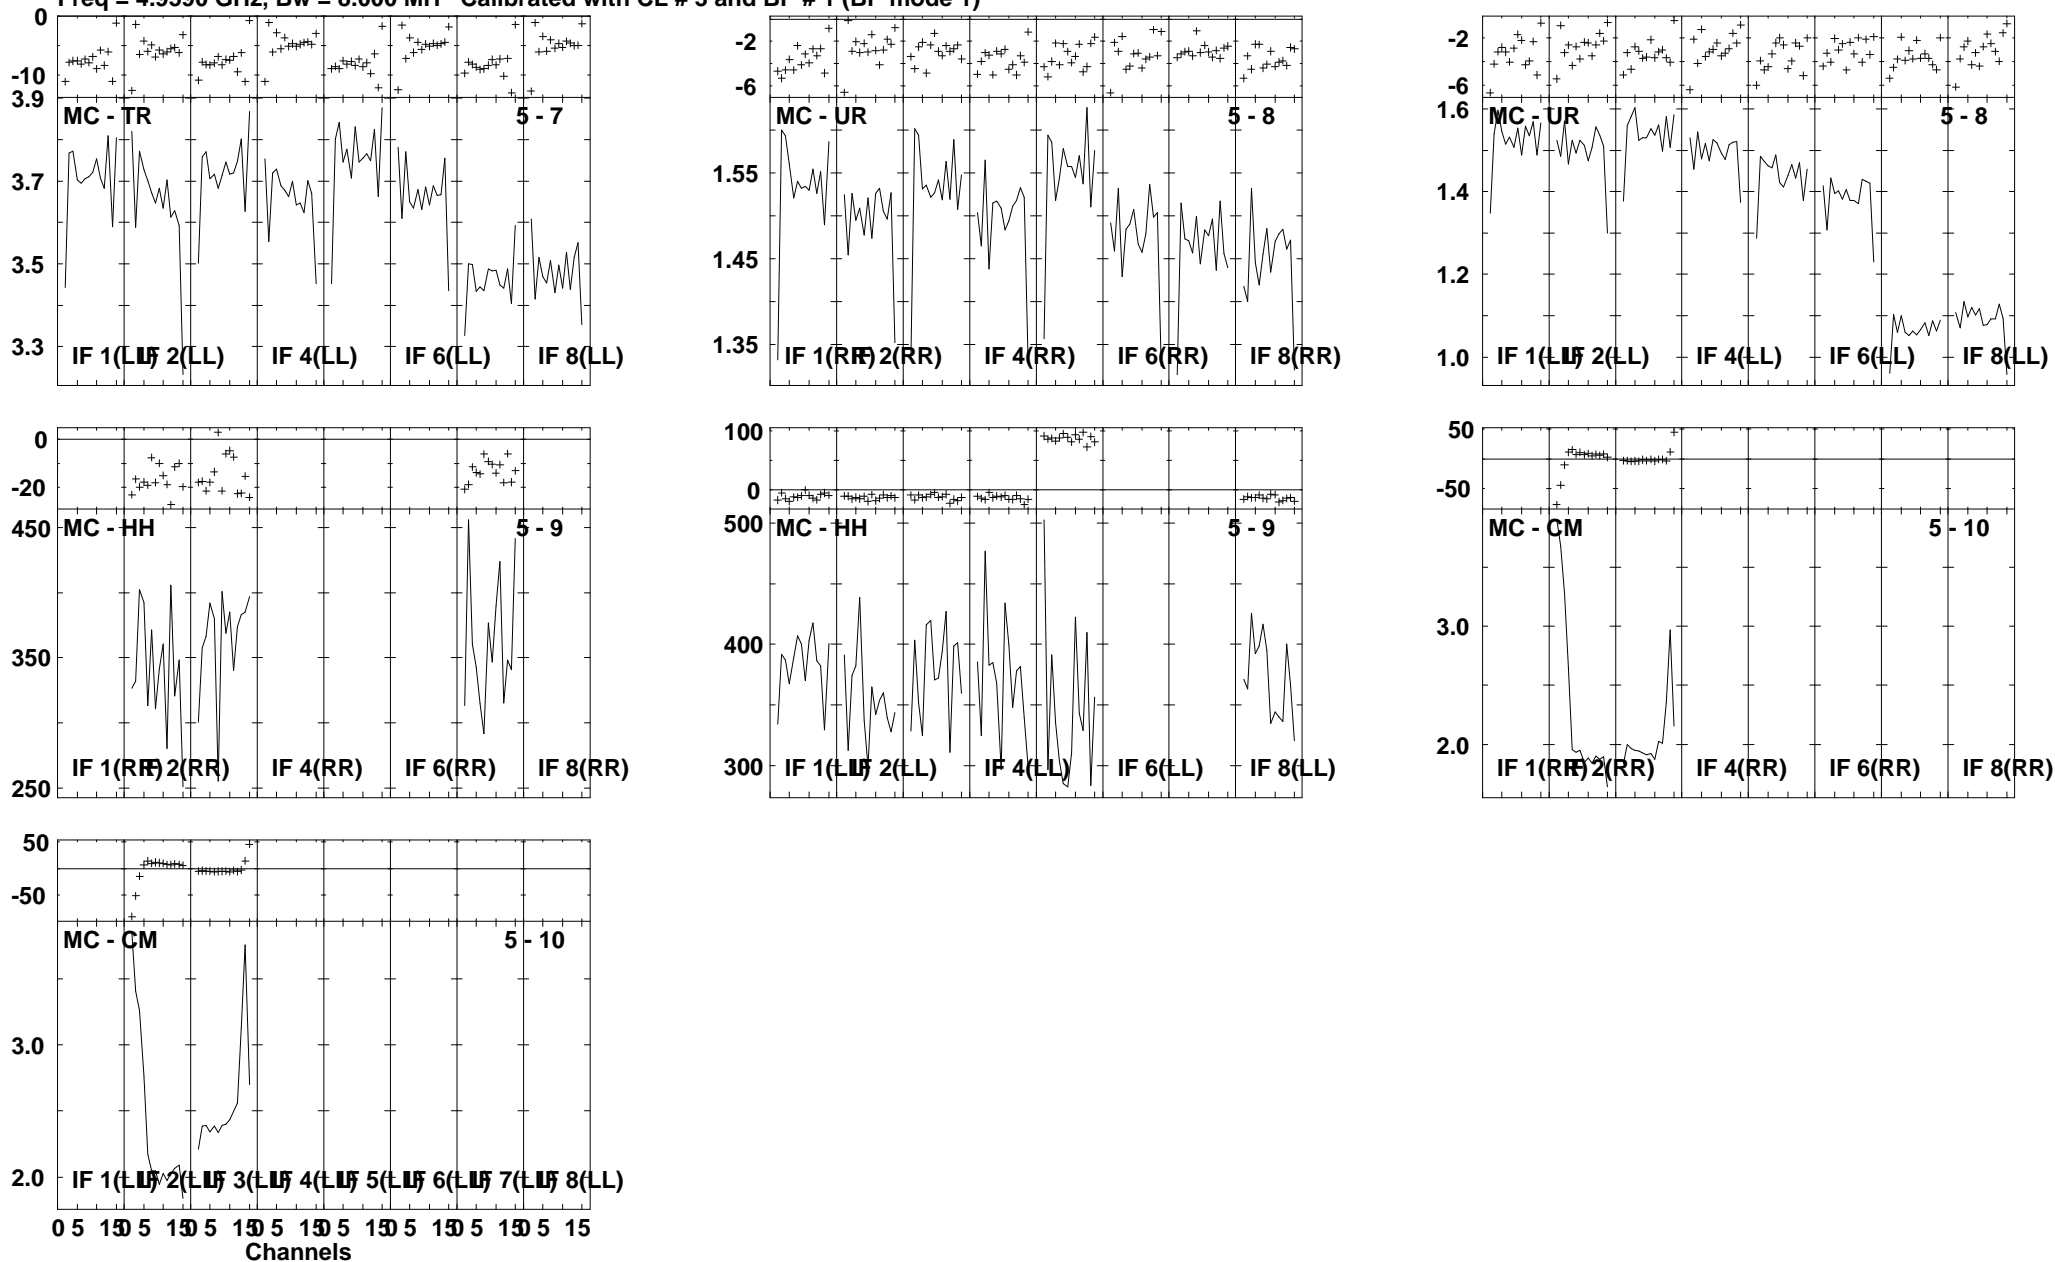 Freq = 4.9590 GHz, Bw = 8.000 MH Calibrated with CL # 3 and BP # 1 (BP mode 1)
0
-10
3.9
MC - TR 5 - 7
3.7
3.5
3.3
IF 1(LL) IF 2(LL) IF 4(LL) IF 6(LL) IF 8(LL)
-2
-6
MC - UR 5 - 8
1.55
1.45
1.35
IF 1(RR) IF 2(RR) IF 4(RR) IF 6(RR) IF 8(RR)
-2
-6
1.6
MC - UR 5 - 8
1.4
1.2
1.0
IF 1(LL) IF 2(LL) IF 4(LL) IF 6(LL) IF 8(LL)
0
-20
450
MC - HH 5 - 9
350
250
IF 1(RR) IF 2(RR) IF 4(RR) IF 6(RR) IF 8(RR)
100
0
500
MC - HH 5 - 9
400
300
IF 1(LL) IF 2(LL) IF 4(LL) IF 6(LL) IF 8(LL)
50
-50
MC - CM 5 - 10
3.0
2.0
IF 1(RR) IF 2(RR) IF 4(RR) IF 6(RR) IF 8(RR)
50
-50
MC - CM 5 - 10
3.0
2.0
IF 1(LL) IF 2(LL) IF 3(LL) IF 4(LL) IF 5(LL) IF 6(LL) IF 7(LL) IF 8(LL)
0 5 15 0 5 15 0 5 15 0 5 15 0 5 15 0 5 15 0 5 15 0 5 15
Channels